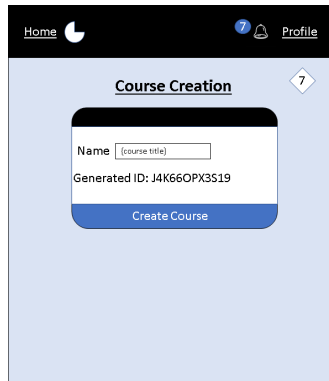 Home 7 Profile
Course Creation 7
Name (course title)
Generated ID: J4K66OPX3S19
Create Course